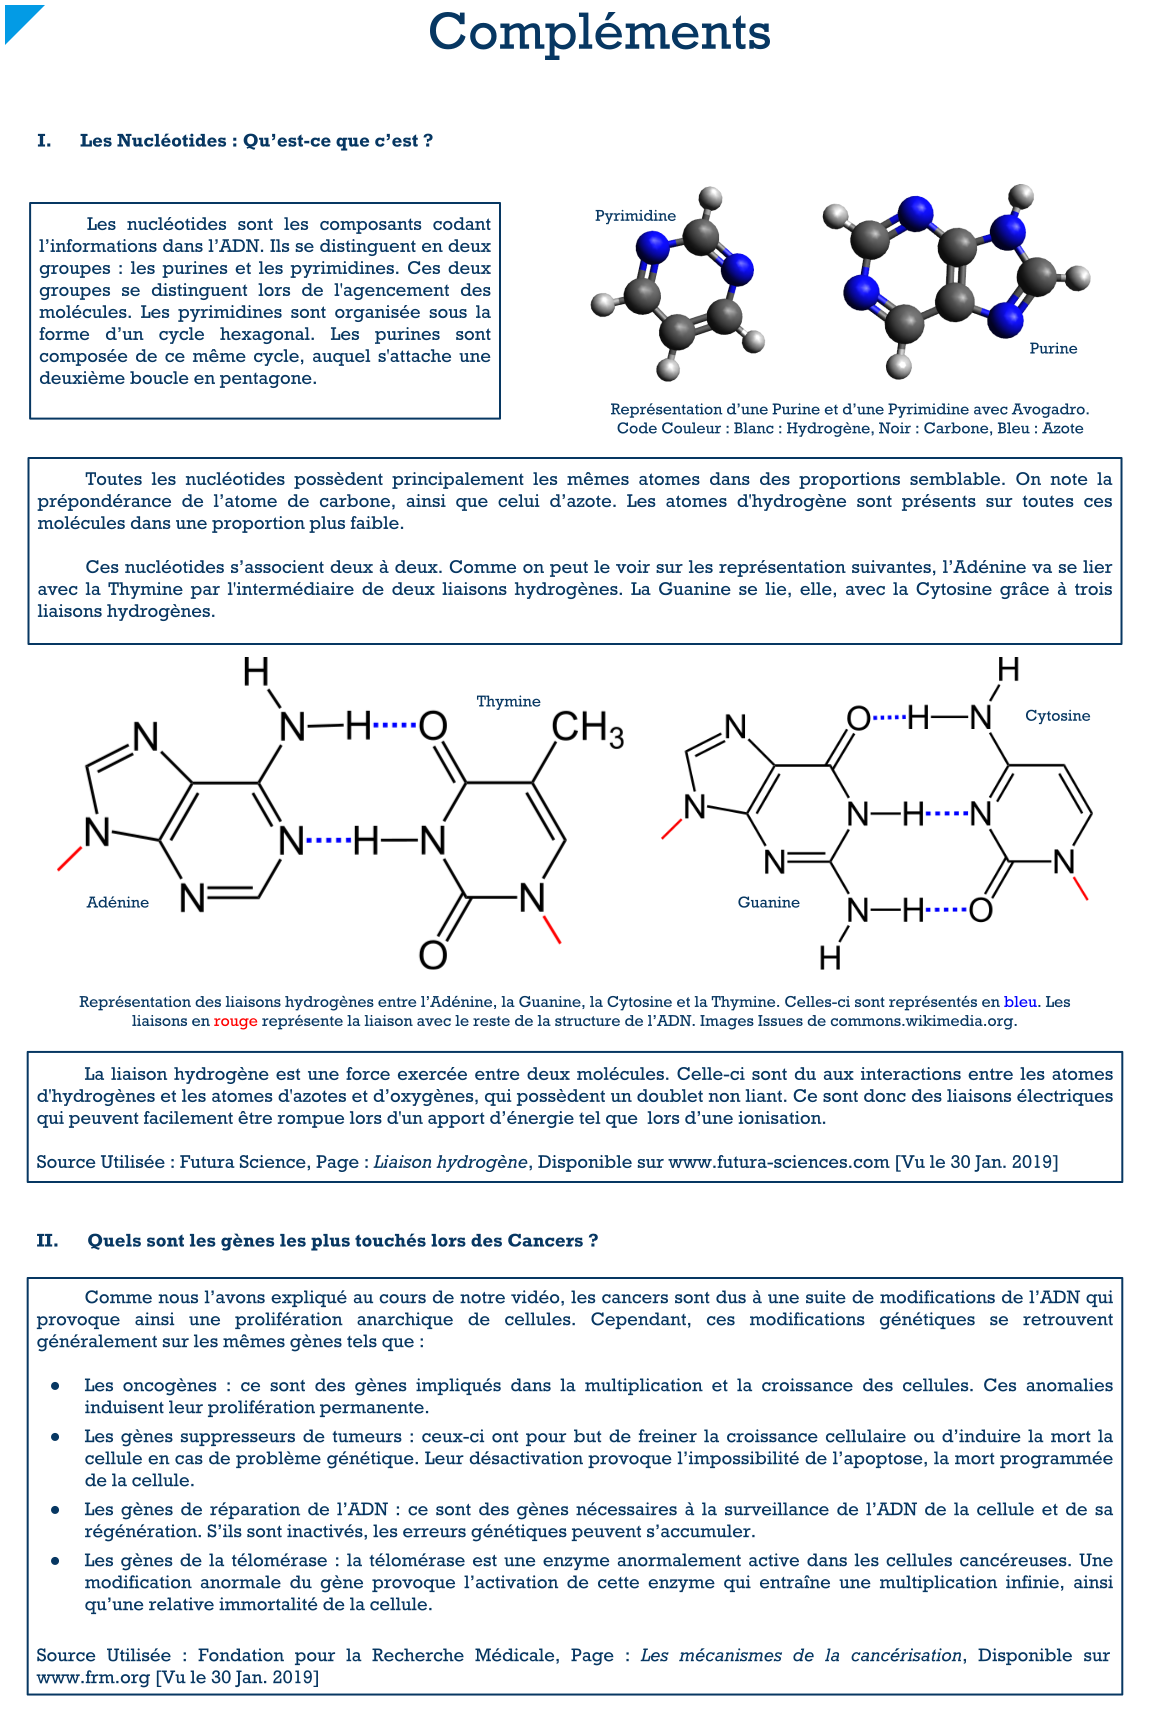 Compléments
I. Les Nucléotides : Qu’est-ce que c’est ?
Les nucléotides sont les composants codant
l’informations dans l’ADN. Ils se distinguent en deux
groupes : les purines et les pyrimidines. Ces deux
groupes se distinguent lors de l'agencement des
molécules. Les pyrimidines sont organisée sous la
forme d’un cycle hexagonal. Les purines sont
composée de ce même cycle, auquel s'attache une
deuxième boucle en pentagone.
Pyrimidine
Purine
Représentation d’une Purine et d’une Pyrimidine avec Avogadro.
Code Couleur : Blanc : Hydrogène, Noir : Carbone, Bleu : Azote
Toutes les nucléotides possèdent principalement les mêmes atomes dans des proportions semblable. On note la
prépondérance de l’atome de carbone, ainsi que celui d’azote. Les atomes d'hydrogène sont présents sur toutes ces
molécules dans une proportion plus faible.
Ces nucléotides s’associent deux à deux. Comme on peut le voir sur les représentation suivantes, l’Adénine va se lier
avec la Thymine par l'intermédiaire de deux liaisons hydrogènes. La Guanine se lie, elle, avec la Cytosine grâce à trois
liaisons hydrogènes.
H
N
N H O
Thymine
CH3
N
N H N
N
N
O
Adénine
H
N
O H N
Cytosine
N
N H N
N
N
Guanine
N H O
H
Représentation des liaisons hydrogènes entre l’Adénine, la Guanine, la Cytosine et la Thymine. Celles-ci sont représentés en bleu. Les
liaisons en rouge représente la liaison avec le reste de la structure de l’ADN. Images Issues de commons.wikimedia.org.
La liaison hydrogène est une force exercée entre deux molécules. Celle-ci sont du aux interactions entre les atomes
d'hydrogènes et les atomes d'azotes et d’oxygènes, qui possèdent un doublet non liant. Ce sont donc des liaisons électriques
qui peuvent facilement être rompue lors d'un apport d’énergie tel que lors d’une ionisation.
Source Utilisée : Futura Science, Page : Liaison hydrogène, Disponible sur www.futura-sciences.com [Vu le 30 Jan. 2019]
II. Quels sont les gènes les plus touchés lors des Cancers ?
Comme nous l’avons expliqué au cours de notre vidéo, les cancers sont dus à une suite de modifications de l’ADN qui
provoque ainsi une prolifération anarchique de cellules. Cependant, ces modifications génétiques se retrouvent
généralement sur les mêmes gènes tels que :
● Les oncogènes : ce sont des gènes impliqués dans la multiplication et la croissance des cellules. Ces anomalies
induisent leur prolifération permanente.
● Les gènes suppresseurs de tumeurs : ceux-ci ont pour but de freiner la croissance cellulaire ou d’induire la mort la
cellule en cas de problème génétique. Leur désactivation provoque l’impossibilité de l’apoptose, la mort programmée
de la cellule.
● Les gènes de réparation de l’ADN : ce sont des gènes nécessaires à la surveillance de l’ADN de la cellule et de sa
régénération. S’ils sont inactivés, les erreurs génétiques peuvent s’accumuler.
● Les gènes de la télomérase : la télomérase est une enzyme anormalement active dans les cellules cancéreuses. Une
modification anormale du gène provoque l’activation de cette enzyme qui entraîne une multiplication infinie, ainsi
qu’une relative immortalité de la cellule.
Source Utilisée : Fondation pour la Recherche Médicale, Page : Les mécanismes de la cancérisation, Disponible sur
www.frm.org [Vu le 30 Jan. 2019]